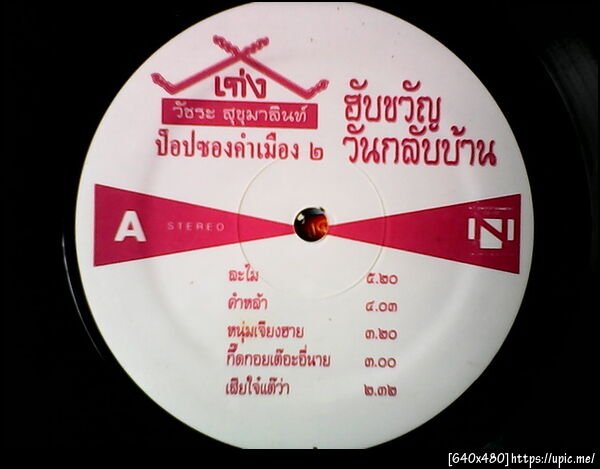 เก่ง
วัชระ สุขุมาลินท์
ป็อปซองคำเมือง ๒
ฮับขวัญ
วันกลับบ้าน
A STEREO
N
ละไม ๕.๒๐
คำหล้า ๔.๐๓
หนุ่มเจียงฮาย ๓.๒๐
กึ๊ดกอยเต๊อะอี่นาย ๓.๐๐
เสียใจ๋แต๊ว่า ๒.๓๒
[640x480]https://upic.me/